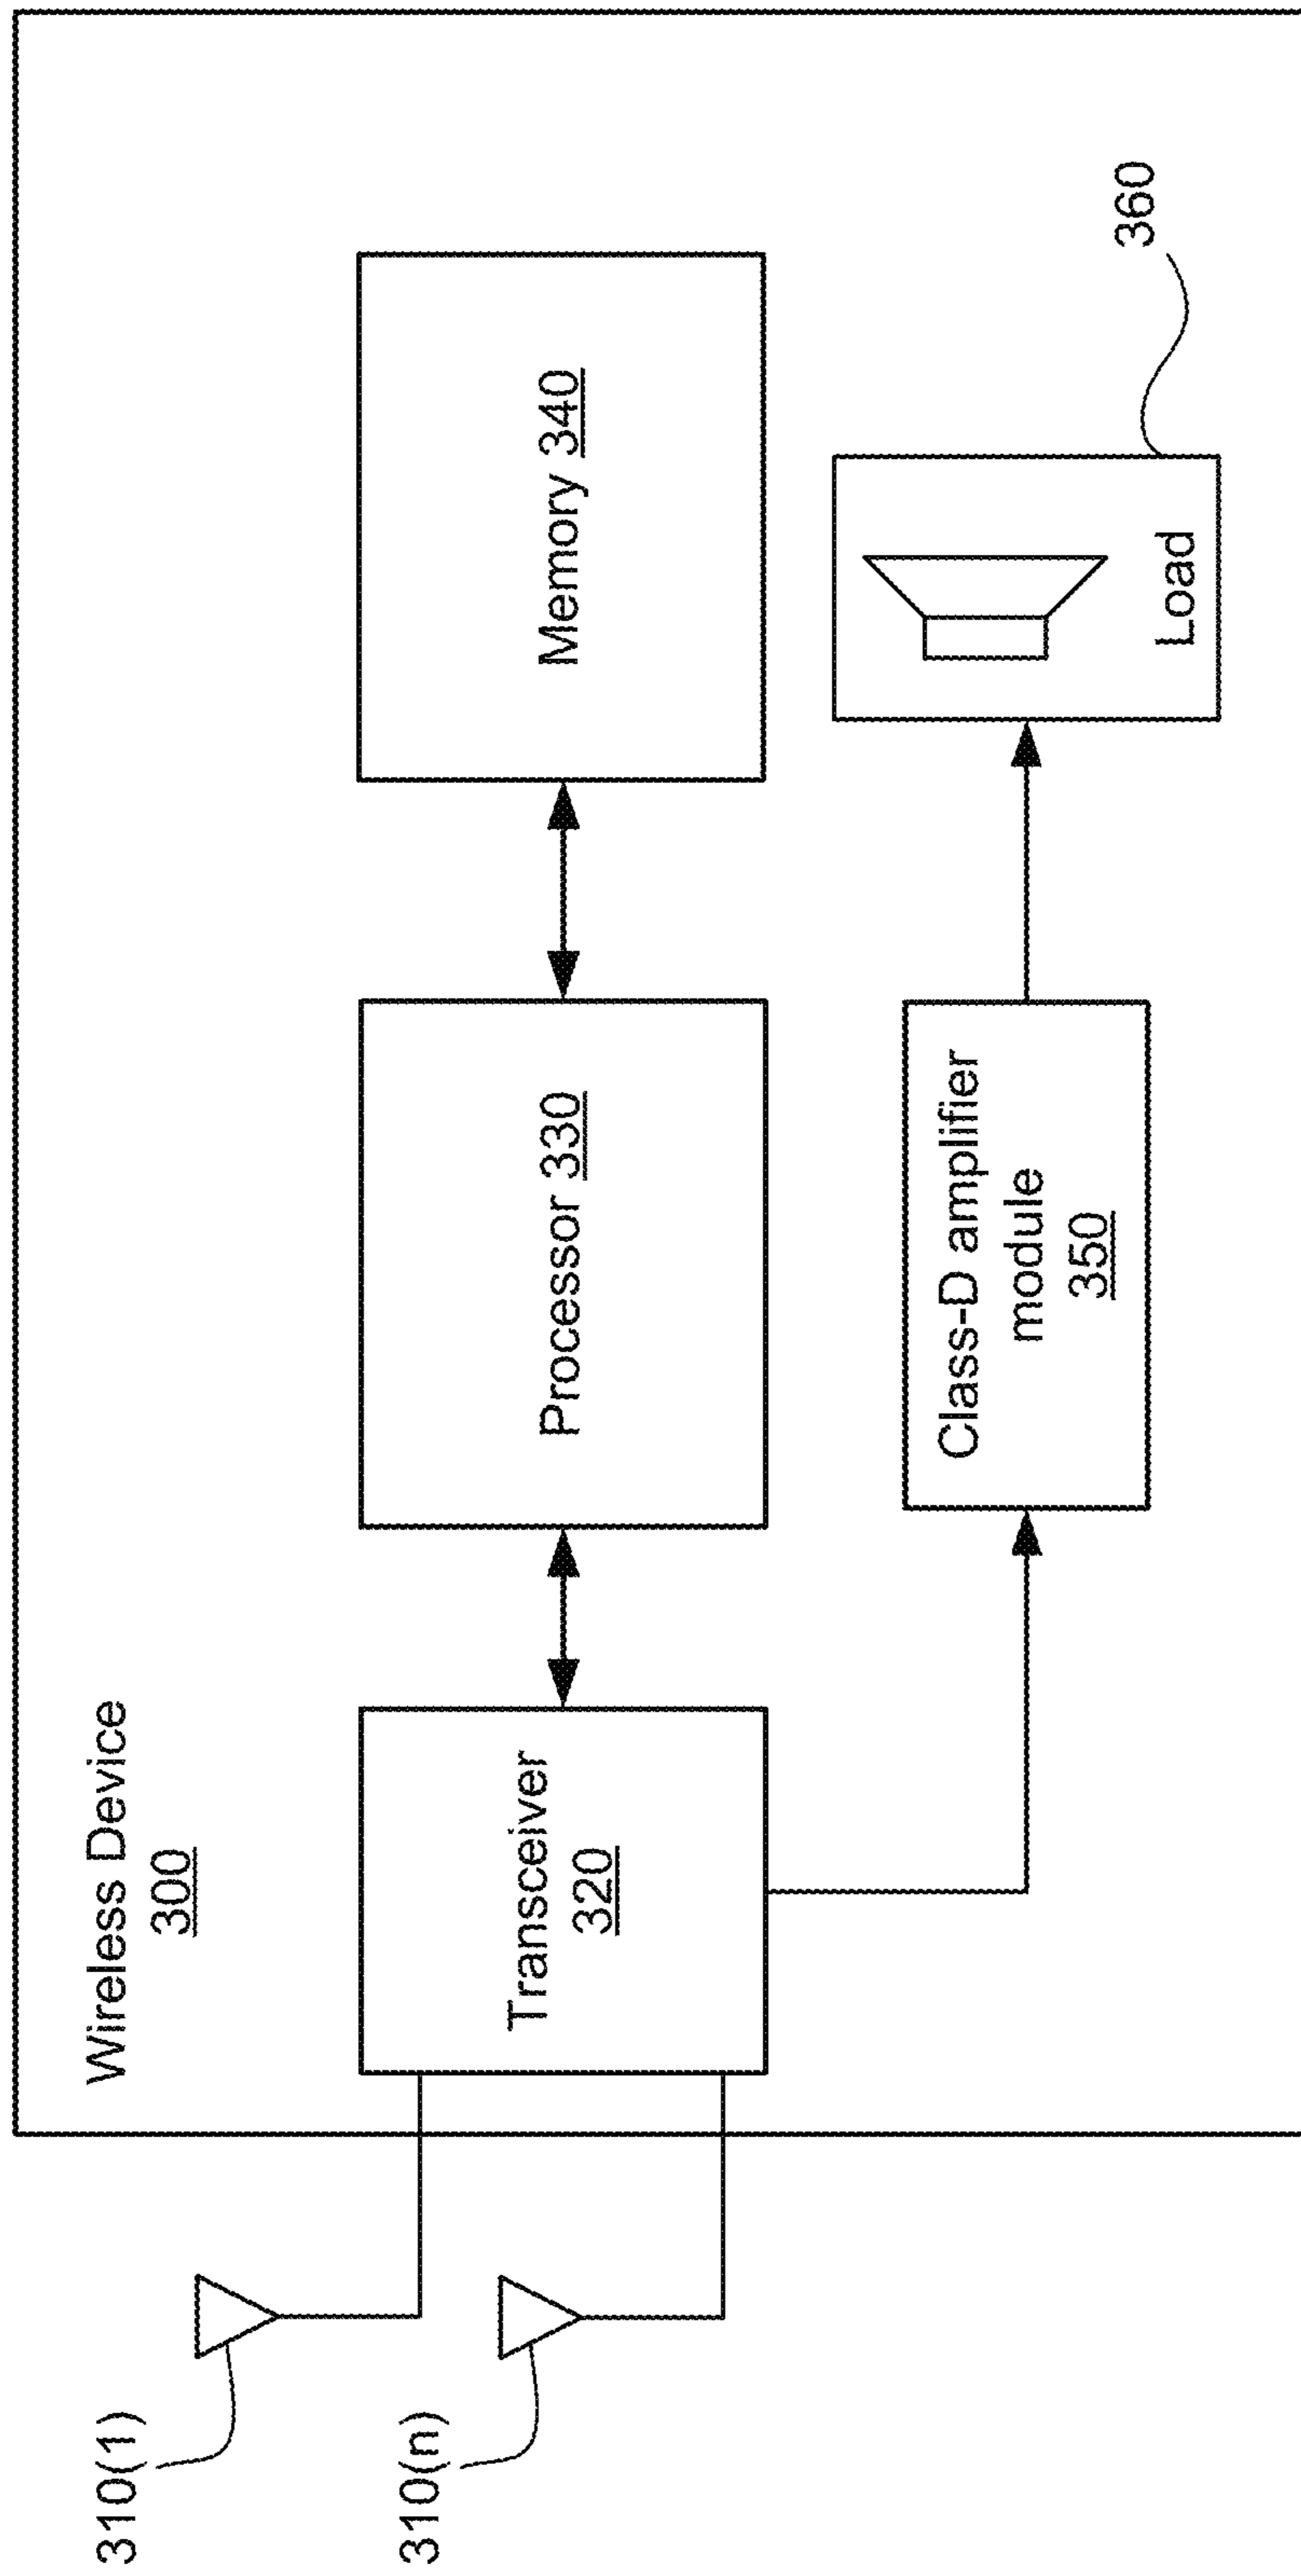 Wireless Device
300
310(1)
310(n)
Transceiver
320
Processor 330
Memory 340
Class-D amplifier
module
350
Load
360